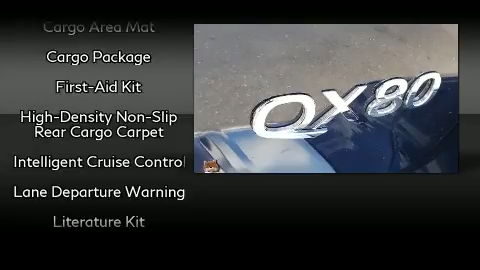 Cargo Area Mat
Cargo Package
First-Aid Kit
High-Density Non-Slip
Rear Cargo Carpet
Intelligent Cruise Control
Lane Departure Warning
Literature Kit
QX80